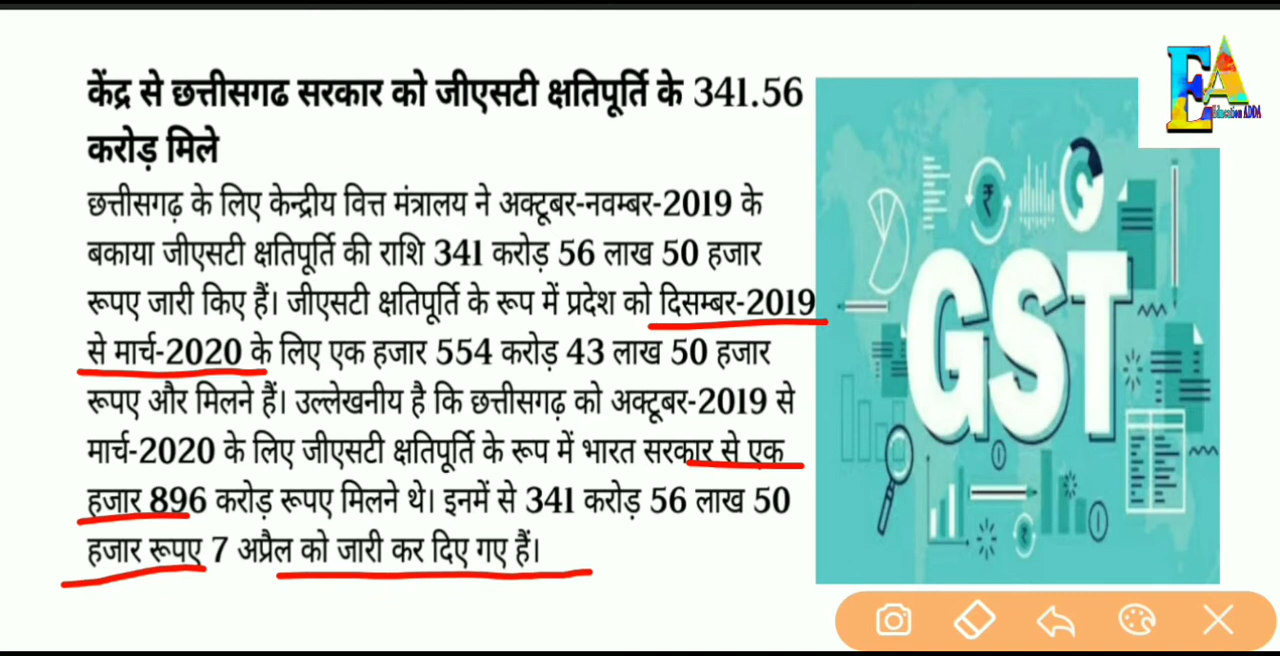 केंद्र से छत्तीसगढ सरकार को जीएसटी क्षतिपूर्ति के 341.56
करोड़ मिले
छत्तीसगढ़ के लिए केन्द्रीय वित्त मंत्रालय ने अक्टूबर-नवम्बर-2019 के
बकाया जीएसटी क्षतिपूर्ति की राशि 341 करोड़ 56 लाख 50 हजार
रूपए जारी किए हैं। जीएसटी क्षतिपूर्ति के रूप में प्रदेश को दिसम्बर-2019
से मार्च-2020 के लिए एक हजार 554 करोड़ 43 लाख 50 हजार
रूपए और मिलने हैं। उल्लेखनीय है कि छत्तीसगढ़ को अक्टूबर-2019 से
मार्च-2020 के लिए जीएसटी क्षतिपूर्ति के रूप में भारत सरकार से एक
हजार 896 करोड़ रूपए मिलने थे। इनमें से 341 करोड़ 56 लाख 50
हजार रूपए 7 अप्रैल को जारी कर दिए गए हैं।
EA
Education ADDA
₹
GST
₹